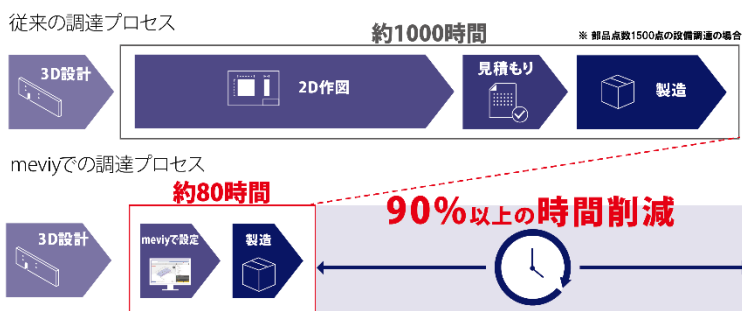 従来の調達プロセス
約1000時間
※ 部品点数1500点の設備調達の場合
3D設計
2D作図
見積もり
製造
meviyでの調達プロセス
約80時間
90%以上の時間削減
3D設計
meviyで設定
製造